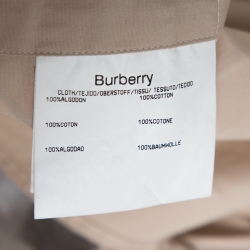 Burberry
CLOTH/TEJIDO/OBERSTOFF/TISSU/ TESSUTO/TECIDO
100%ALGODON 100%COTTON
100%COTON 100%COTONE
100%ALGODAO 100%BAUMWOLLE